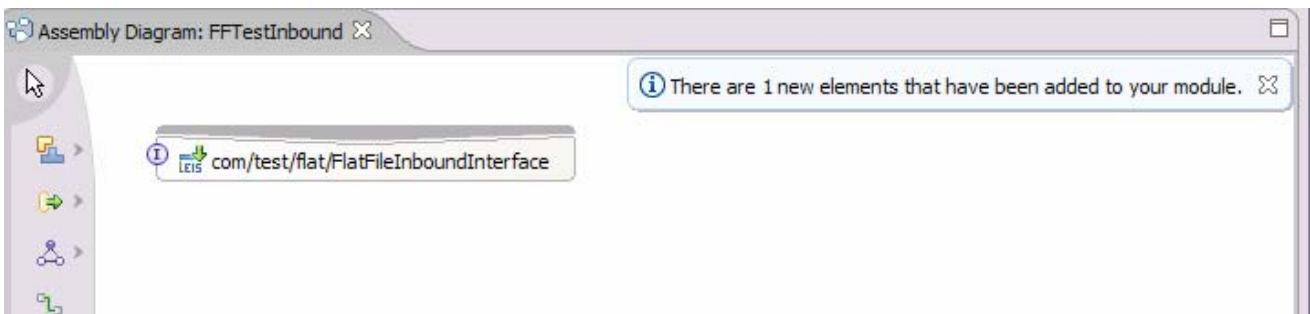 Assembly Diagram: FFTestInbound
There are 1 new elements that have been added to your module.
I
EIS com/test/flat/FlatFileInboundInterface